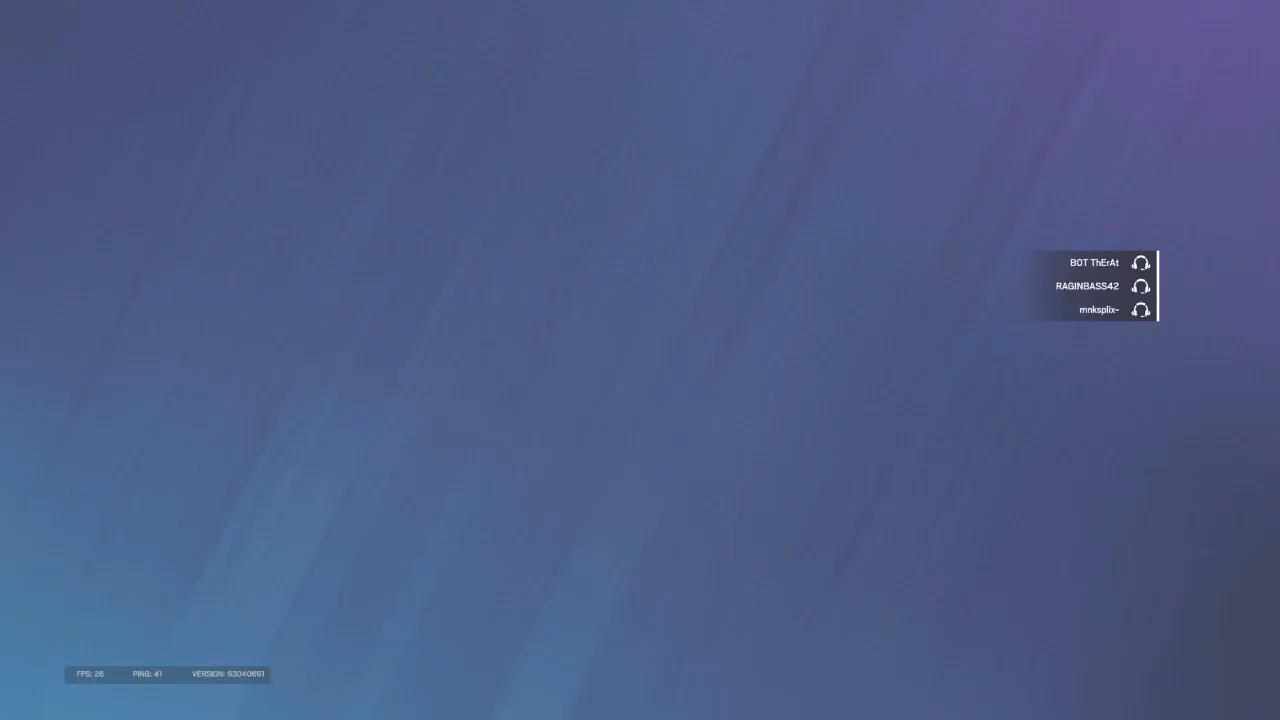 BOT ThErAt
RAGINBASS42
mnksplix-
FPS: 26 PING: 41 VERSION: 63040691